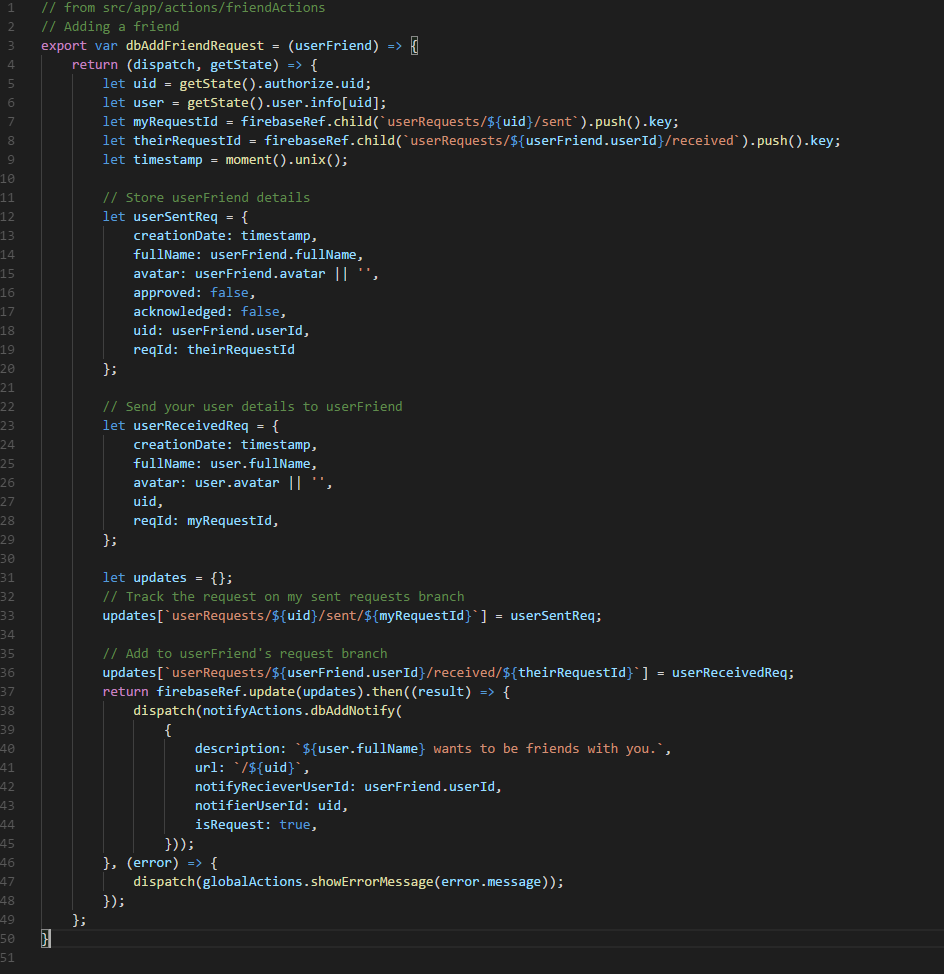 1 // from src/app/actions/friendActions
2 // Adding a friend
3 export var dbAddFriendRequest = (userFriend) => {
4     return (dispatch, getState) => {
5         let uid = getState().authorize.uid;
6         let user = getState().user.info[uid];
7         let myRequestId = firebaseRef.child(`userRequests/${uid}/sent`).push().key;
8         let theirRequestId = firebaseRef.child(`userRequests/${userFriend.userId}/received`).push().key;
9         let timestamp = moment().unix();
10
11         // Store userFriend details
12         let userSentReq = {
13             creationDate: timestamp,
14             fullName: userFriend.fullName,
15             avatar: userFriend.avatar || '',
16             approved: false,
17             acknowledged: false,
18             uid: userFriend.userId,
19             reqId: theirRequestId
20         };
21
22         // Send your user details to userFriend
23         let userReceivedReq = {
24             creationDate: timestamp,
25             fullName: user.fullName,
26             avatar: user.avatar || '',
27             uid,
28             reqId: myRequestId,
29         };
30
31         let updates = {};
32         // Track the request on my sent requests branch
33         updates[`userRequests/${uid}/sent/${myRequestId}`] = userSentReq;
34
35         // Add to userFriend's request branch
36         updates[`userRequests/${userFriend.userId}/received/${theirRequestId}`] = userReceivedReq;
37         return firebaseRef.update(updates).then((result) => {
38             dispatch(notifyActions.dbAddNotify(
39                 {
40                     description: `${user.fullName} wants to be friends with you.`,
41                     url: `/${uid}`,
42                     notifyRecieverUserId: userFriend.userId,
43                     notifierUserId: uid,
44                     isRequest: true,
45                 }));
46         }, (error) => {
47             dispatch(globalActions.showErrorMessage(error.message));
48         });
49     };
50 }
51